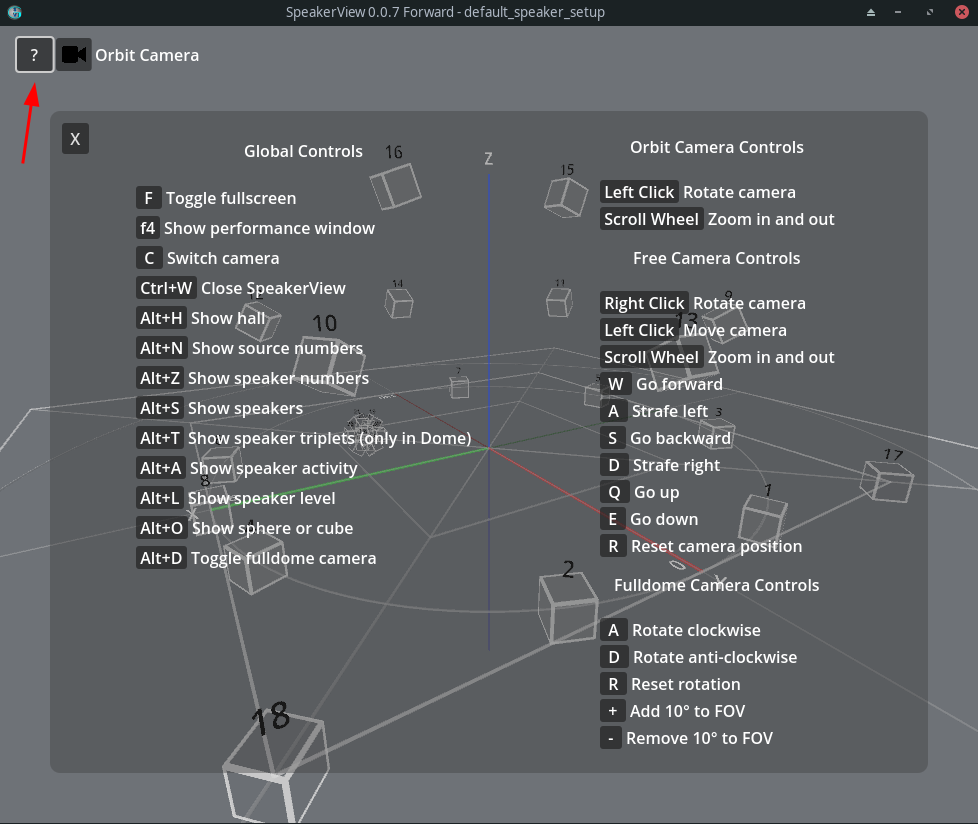 SpeakerView 0.0.7 Forward - default_speaker_setup
? Orbit Camera
X
Global Controls
F Toggle fullscreen
f4 Show performance window
C Switch camera
Ctrl+W Close SpeakerView
Alt+H Show hall
Alt+N Show source numbers
Alt+Z Show speaker numbers
Alt+S Show speakers
Alt+T Show speaker triplets (only in Dome)
Alt+A Show speaker activity
Alt+L Show speaker level
Alt+O Show sphere or cube
Alt+D Toggle fulldome camera
Orbit Camera Controls
Left Click Rotate camera
Scroll Wheel Zoom in and out
Free Camera Controls
Right Click Rotate camera
Left Click Move camera
Scroll Wheel Zoom in and out
W Go forward
A Strafe left
S Go backward
D Strafe right
Q Go up
E Go down
R Reset camera position
Fulldome Camera Controls
A Rotate clockwise
D Rotate anti-clockwise
R Reset rotation
+ Add 10° to FOV
- Remove 10° to FOV
16
Z
15
14
11
9
10
13
7
3
17
8
X
1
2
Y
18